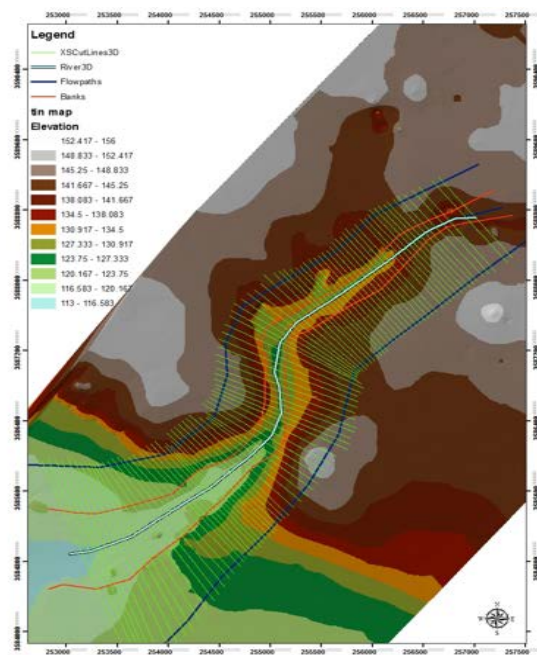 253000 253500 254000 254500 255000 255500 256000 256500 257000 257500
Legend
XSCutLines3D
River3D
Flowpaths
Banks
tin map
Elevation
152.417 - 156
148.833 - 152.417
145.25 - 148.833
141.667 - 145.25
138.083 - 141.667
134.5 - 138.083
130.917 - 134.5
127.333 - 130.917
123.75 - 127.333
120.167 - 123.75
116.583 - 120.167
113 - 116.583
N
W E
S
253000 253500 254000 254500 255000 255500 256000 256500 257000 257500